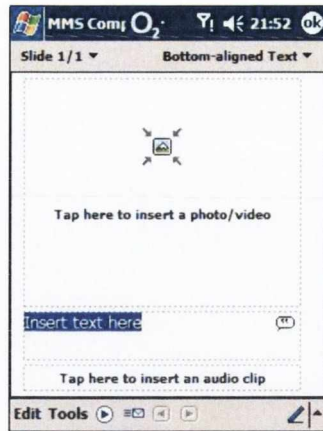 MMS Comp O2 21:52 ok
Slide 1/1 Bottom-aligned Text
Tap here to insert a photo/video
Insert text here
Tap here to insert an audio clip
Edit Tools